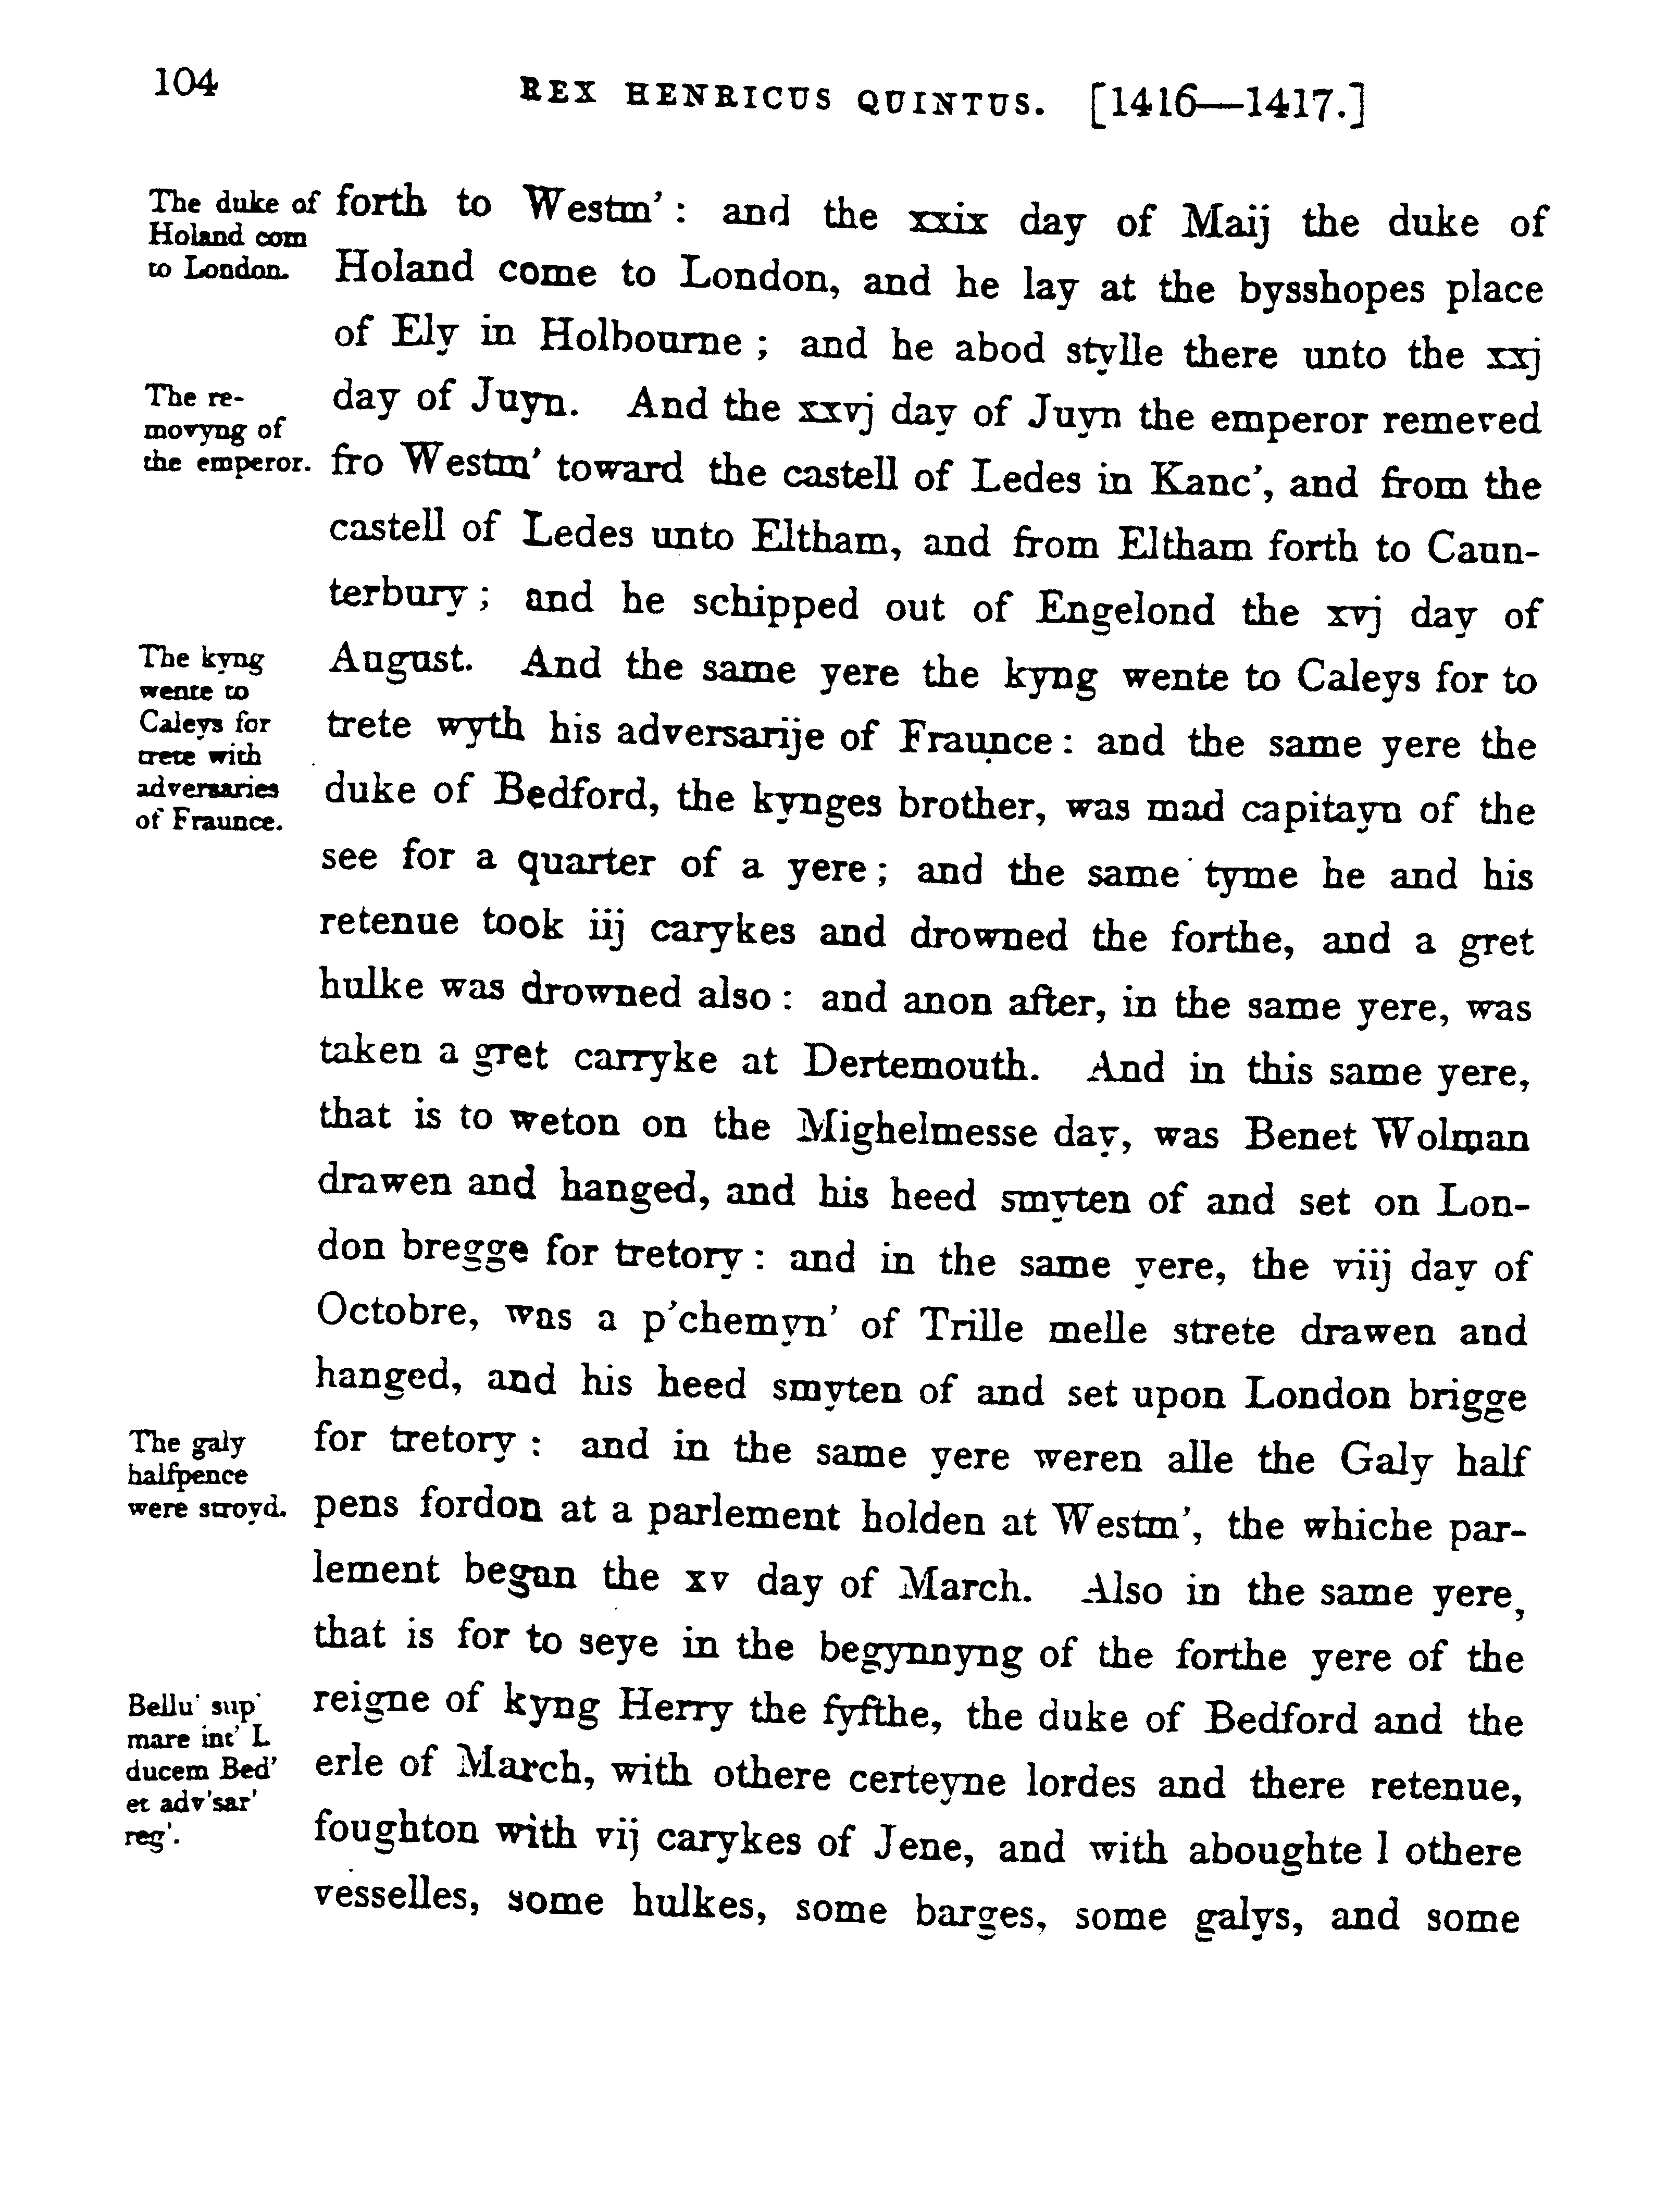 104 REX HENRICUS QUINTUS. [1416—1417.]
The duke of
Holand com
to London.
forth to Westm' : and the xxix day of Maij the duke of
Holand come to London, and he lay at the bysshopes place
of Ely in Holbourne ; and he abod stylle there unto the xxj
The re-
movyng of
the emperor.
day of Juyn. And the xxvj day of Juyn the emperor remeved
fro Westm' toward the castell of Ledes in Kanc', and from the
castell of Ledes unto Eltham, and from Eltham forth to Caun-
terbury ; and he schipped out of Engelond the xvj day of
The kyng
wente to
Caleys for
trete with
adversaries
of Fraunce.
August. And the same yere the kyng wente to Caleys for to
trete wyth his adversarije of Fraunce : and the same yere the
duke of Bedford, the kynges brother, was mad capitayn of the
see for a quarter of a yere ; and the same tyme he and his
retenue took iij carykes and drowned the forthe, and a gret
hulke was drowned also : and anon after, in the same yere, was
taken a gret carryke at Dertemouth. And in this same yere,
that is to weton on the Mighelmesse day, was Benet Wolman
drawen and hanged, and his heed smyten of and set on Lon-
don bregge for tretory : and in the same yere, the viij day of
Octobre, was a p'chemyn' of Trille melle strete drawen and
hanged, and his heed smyten of and set upon London brigge
The galy
halfpence
were stroyd.
for tretory : and in the same yere weren alle the Galy half
pens fordon at a parlement holden at Westm', the whiche par-
lement began the xv day of March. Also in the same yere,
that is for to seye in the begynnyng of the forthe yere of the
Bellu' sup'
mare int' L
ducem Bed'
et adv'sar'
reg'.
reigne of kyng Herry the fyfthe, the duke of Bedford and the
erle of March, with othere certeyne lordes and there retenue,
foughton with vij carykes of Jene, and with aboughte l othere
vesselles, some hulkes, some barges, some galys, and some